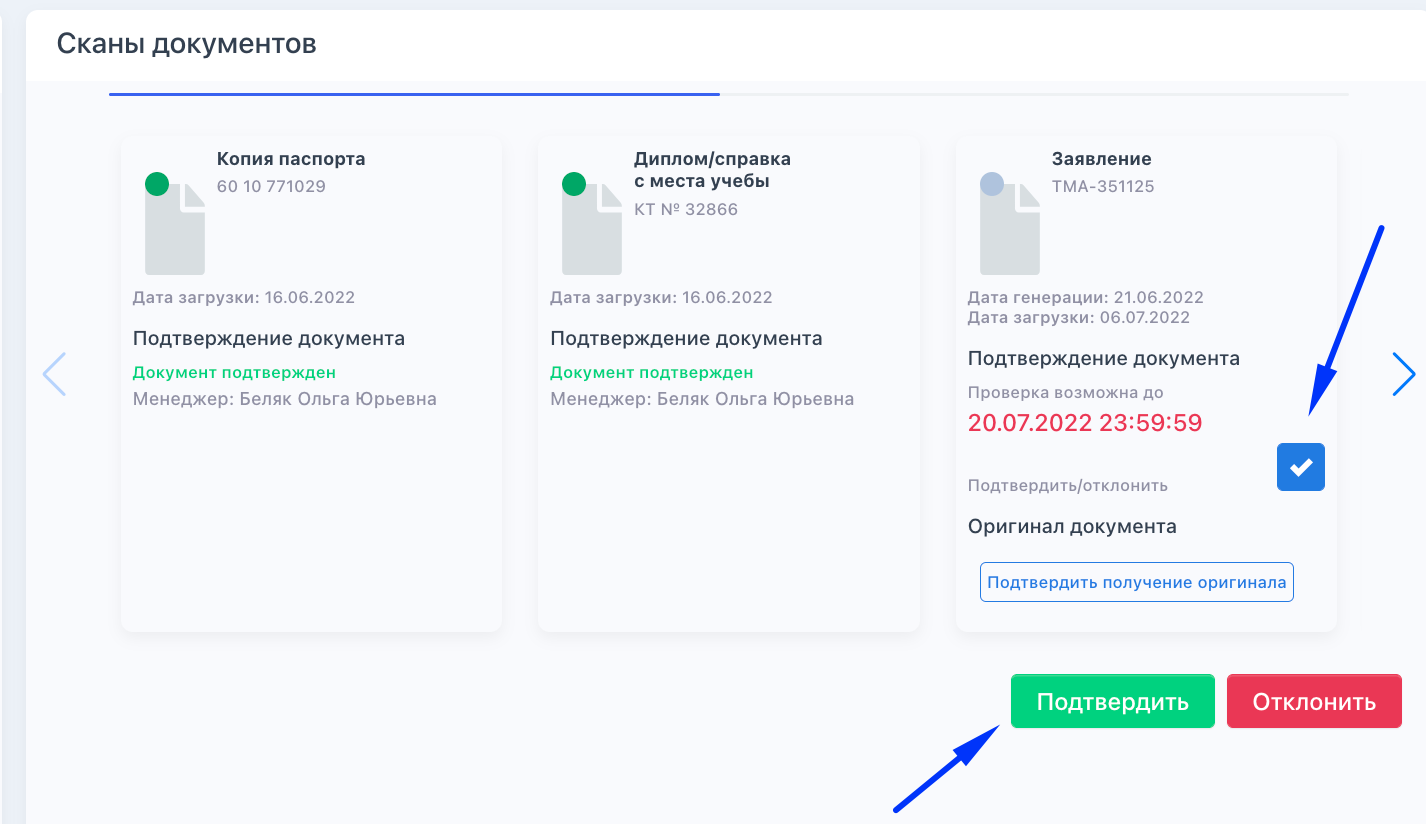 Сканы документов
Копия паспорта
60 10 771029
Дата загрузки: 16.06.2022
Подтверждение документа
Документ подтвержден
Менеджер: Беляк Ольга Юрьевна
Диплом/справка
с места учебы
КТ № 32866
Дата загрузки: 16.06.2022
Подтверждение документа
Документ подтвержден
Менеджер: Беляк Ольга Юрьевна
Заявление
ТМА-351125
Дата генерации: 21.06.2022
Дата загрузки: 06.07.2022
Подтверждение документа
Проверка возможна до
20.07.2022 23:59:59
Подтвердить/отклонить
Оригинал документа
Подтвердить получение оригинала
Подтвердить
Отклонить